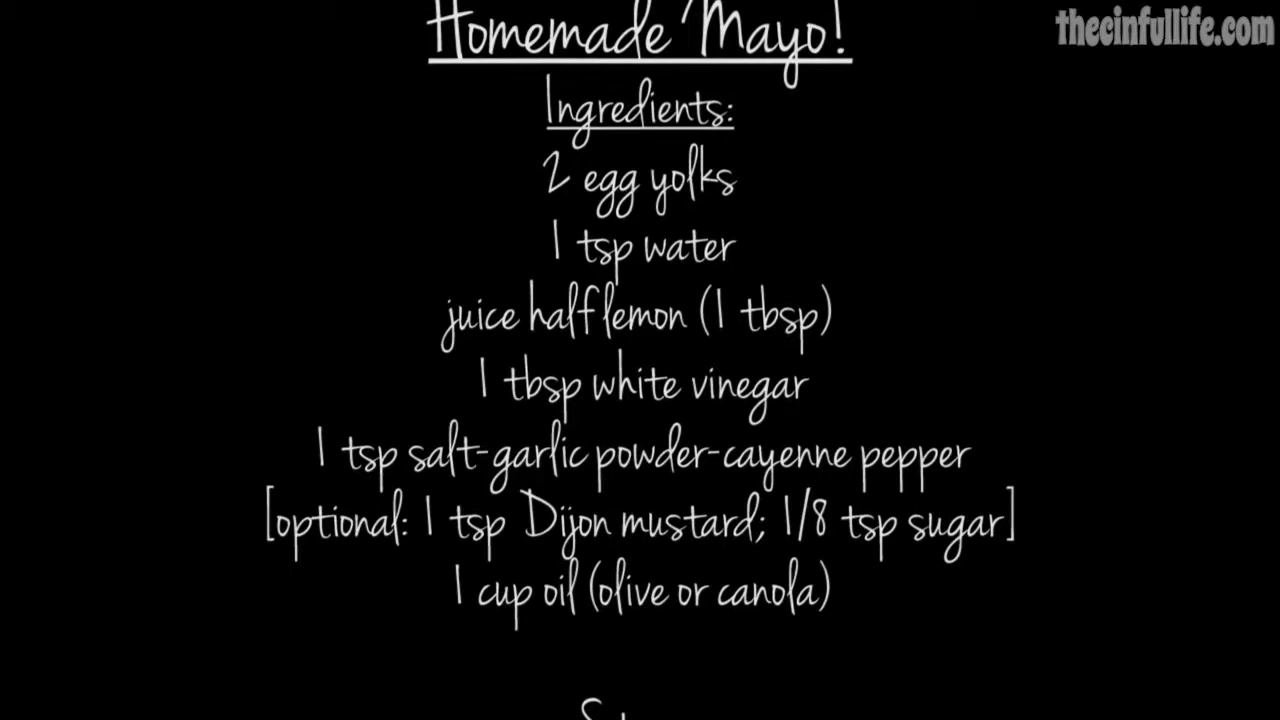 Homemade Mayo!
thecinfullife.com
Ingredients:
2 egg yolks
1 tsp water
juice half lemon (1 tbsp)
1 tbsp white vinegar
1 tsp salt-garlic powder-cayenne pepper
[optional: 1 tsp Dijon mustard; 1/8 tsp sugar]
1 cup oil (olive or canola)